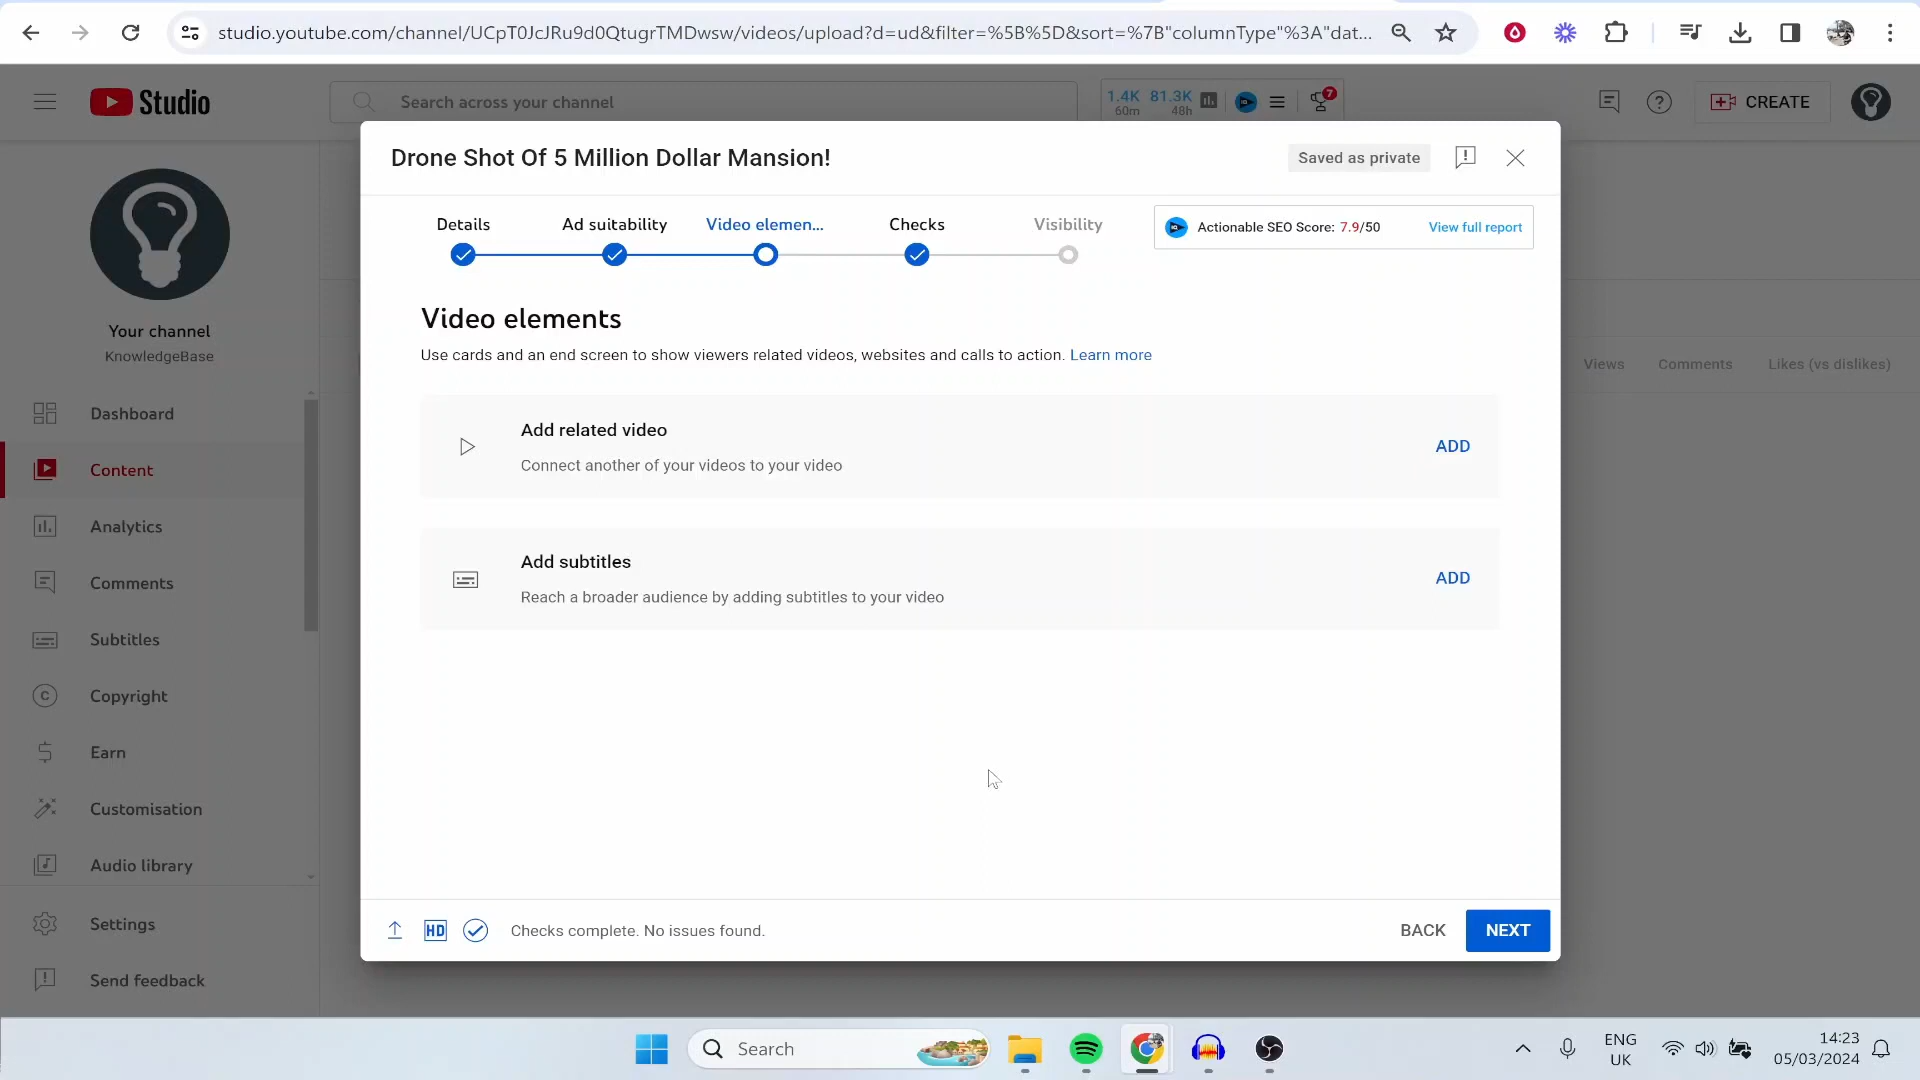 studio.youtube.com/channel/UCpT0JcJRu9d0QtugrTMDwsw/videos/upload?d=ud&filter=%5B%5D&sort=%7B"columnType"%3A"dat...
Studio
Search across your channel
1.4K 81.3K
60m 48h
7
CREATE
Drone Shot Of 5 Million Dollar Mansion!
Saved as private
Details
Ad suitability
Video elemen...
Checks
Visibility
Actionable SEO Score: 7.9/50
View full report
Your channel
KnowledgeBase
Video elements
Use cards and an end screen to show viewers related videos, websites and calls to action. Learn more
Views
Comments
Likes (vs dislikes)
Add related video
Connect another of your videos to your video
ADD
Add subtitles
Reach a broader audience by adding subtitles to your video
ADD
Dashboard
Content
Analytics
Comments
Subtitles
Copyright
Earn
Customisation
Audio library
Settings
Send feedback
HD
Checks complete. No issues found.
BACK
NEXT
Search
ENG
UK
14:23
05/03/2024